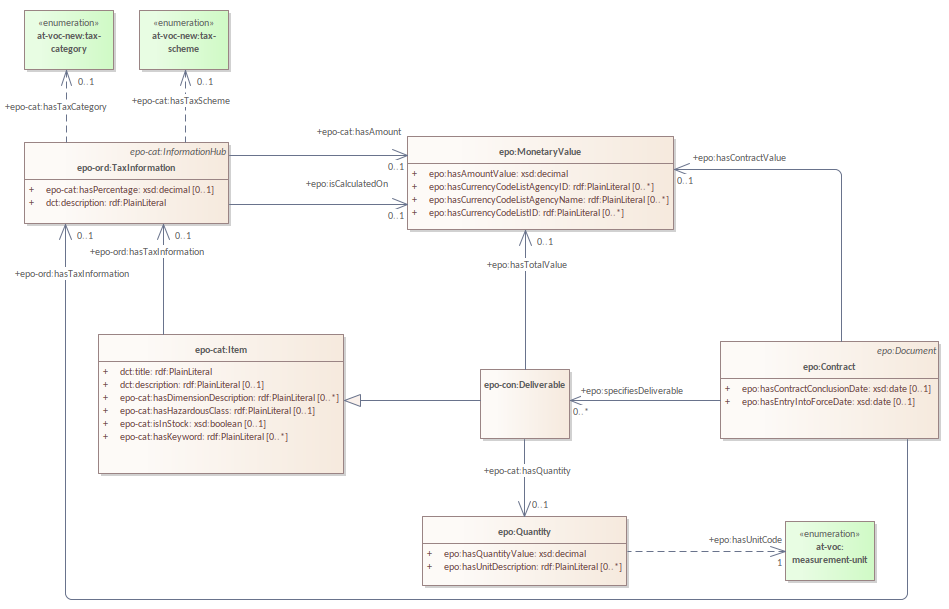 «enumeration»
at-voc-new:tax-
category
«enumeration»
at-voc-new:tax-
scheme
0..1
0..1
+epo-cat:hasTaxCategory
+epo-cat:hasTaxScheme
epo-cat:InformationHub
epo-ord:TaxInformation
+ epo-cat:hasPercentage: xsd:decimal [0..1]
+ dct:description: rdf:PlainLiteral
+epo-cat:hasAmount
0..1
+epo:isCalculatedOn
0..1
epo:MonetaryValue
+ epo:hasAmountValue: xsd:decimal
+ epo:hasCurrencyCodeListAgencyID: rdf:PlainLiteral [0..*]
+ epo:hasCurrencyCodeListAgencyName: rdf:PlainLiteral [0..*]
+ epo:hasCurrencyCodeListID: rdf:PlainLiteral [0..*]
+epo:hasContractValue
0..1
0..1
0..1
+epo-ord:hasTaxInformation
+epo-ord:hasTaxInformation
0..1
+epo:hasTotalValue
epo-cat:Item
+ dct:title: rdf:PlainLiteral
+ dct:description: rdf:PlainLiteral [0..1]
+ epo-cat:hasDimensionDescription: rdf:PlainLiteral [0..*]
+ epo-cat:hasHazardousClass: rdf:PlainLiteral [0..1]
+ epo-cat:isInStock: xsd:boolean [0..1]
+ epo-cat:hasKeyword: rdf:PlainLiteral [0..*]
epo-con:Deliverable
+epo:specifiesDeliverable
0..*
epo:Document
epo:Contract
+ epo:hasContractConclusionDate: xsd:date [0..1]
+ epo:hasEntryIntoForceDate: xsd:date [0..1]
+epo-cat:hasQuantity
0..1
epo:Quantity
+ epo:hasQuantityValue: xsd:decimal
+ epo:hasUnitDescription: rdf:PlainLiteral [0..*]
+epo:hasUnitCode
1
«enumeration»
at-voc:
measurement-unit